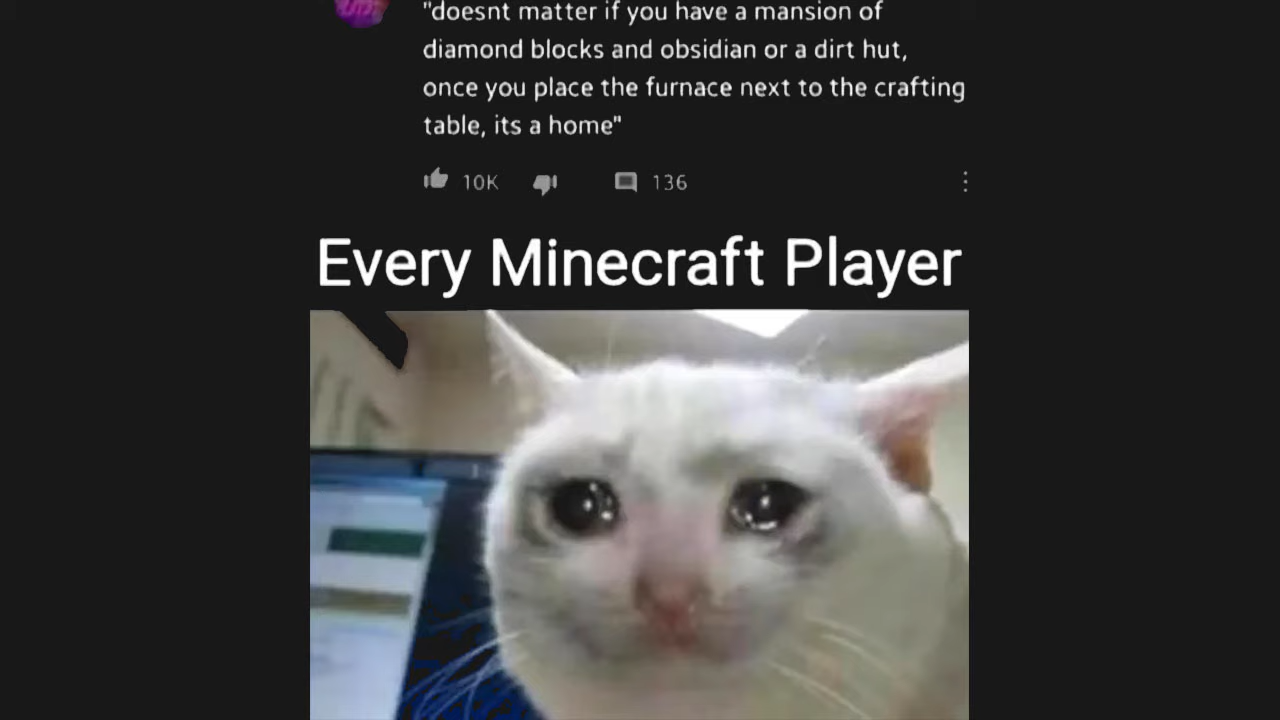 "doesnt matter if you have a mansion of
diamond blocks and obsidian or a dirt hut,
once you place the furnace next to the crafting
table, its a home"
10K 136
Every Minecraft Player